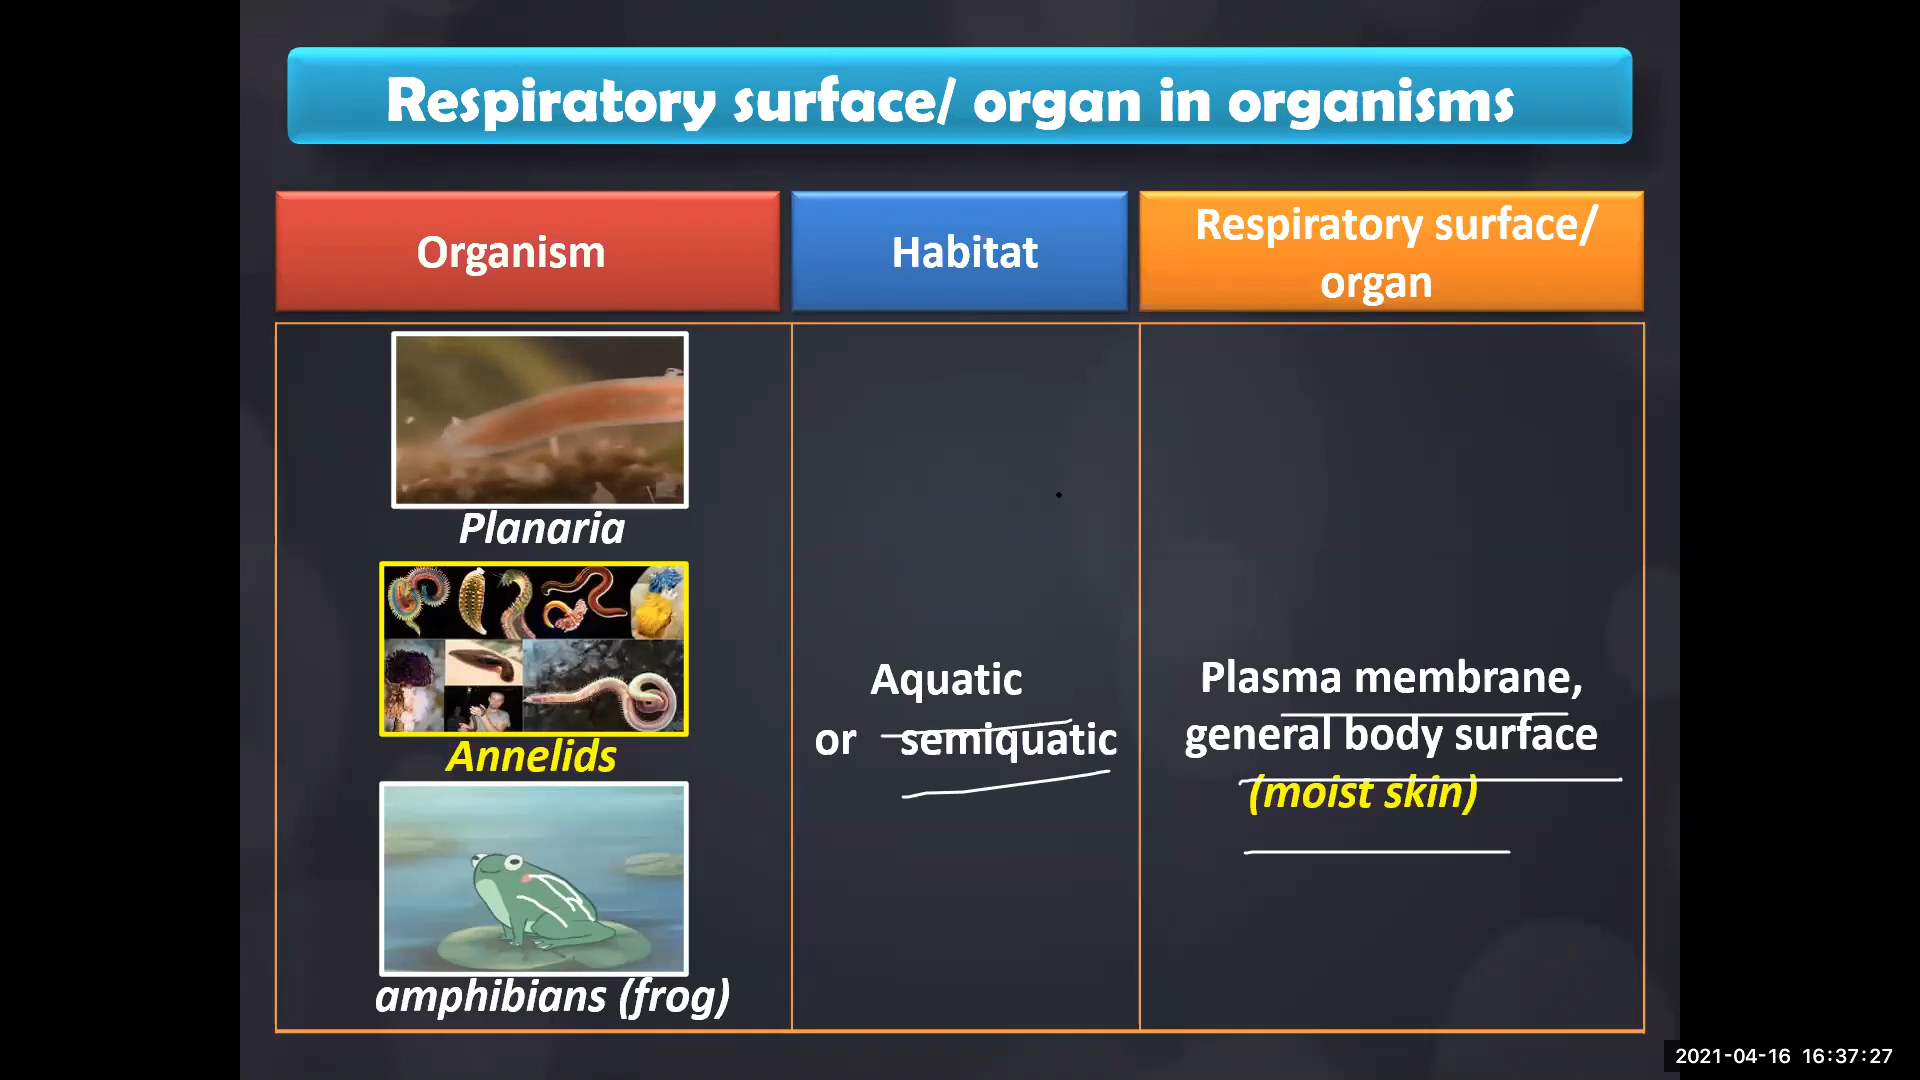 Respiratory surface/ organ in organisms
Organism
Habitat
Respiratory surface/
organ
Planaria
Annelids
amphibians (frog)
Aquatic
or semiquatic
Plasma membrane,
general body surface
(moist skin)
2021-04-16 16:37:27